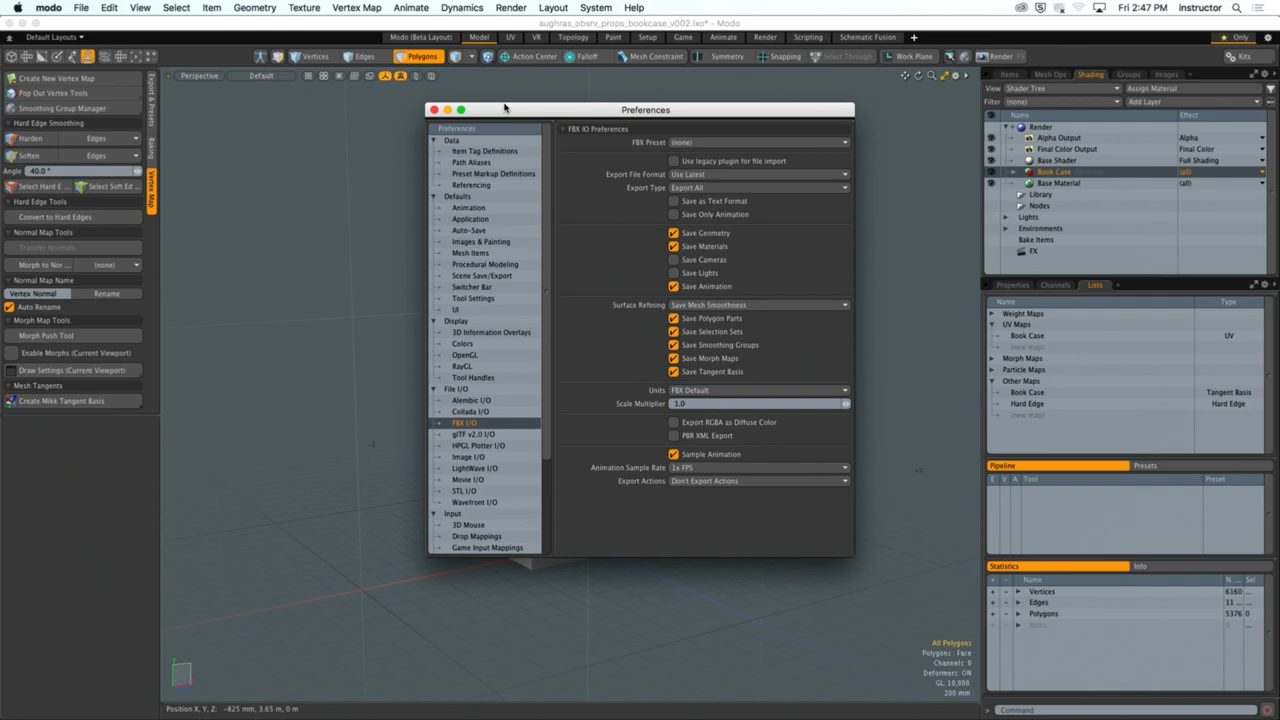 modo File Edit View Select Item Geometry Texture Vertex Map Animate Dynamics Render Layout System Help Fri 2:47 PM instructor
aughras_obsrv_props_bookcase_v002.lxo* - Modo
Default Layouts Modo (Beta Layout) Model UV VR Topology Paint Setup Game Animate Render Scripting Schematic Fusion Only
Vertices Edges Polygons Action Center Falloff Mesh Constraint Symmetry Snapping Select Through Work Plane Render Kits
Create New Vertex Map
Pop Out Vertex Tools
Smoothing Group Manager
Hard Edge Smoothing
Harden Edges
Soften Edges
Angle 40.0 °
Select Hard E ... Select Soft Ed ...
Hard Edge Tools
Convert to Hard Edges
Normal Map Tools
Transfer Normals
Morph to Nor ... (none)
Normal Map Name
Vertex Normal Rename
Auto Rename
Morph Map Tools
Morph Push Tool
Enable Morphs (Current Viewport)
Draw Settings (Current Viewport)
Mesh Tangents
Create Mikk Tangent Basis
Export & Presets
Baking
Vertex Map
Perspective Default
Preferences
Preferences
Data
Item Tag Definitions
Path Aliases
Preset Markup Definitions
Referencing
Defaults
Animation
Application
Auto-Save
Images & Painting
Mesh Items
Procedural Modeling
Scene Save/Export
Switcher Bar
Tool Settings
UI
Display
3D Information Overlays
Colors
OpenGL
RayGL
Tool Handles
File I/O
Alembic I/O
Collada I/O
FBX I/O
glTF v2.0 I/O
HPGL Plotter I/O
Image I/O
LightWave I/O
Movie I/O
STL I/O
Wavefront I/O
Input
3D Mouse
Drop Mappings
Game Input Mappings
FBX IO Preferences
FBX Preset (none)
Use legacy plugin for file import
Export File Format Use Latest
Export Type Export All
Save as Text Format
Save Only Animation
Save Geometry
Save Materials
Save Cameras
Save Lights
Save Animation
Surface Refining Save Mesh Smoothness
Save Polygon Parts
Save Selection Sets
Save Smoothing Groups
Save Morph Maps
Save Tangent Basis
Units FBX Default
Scale Multiplier 1.0
Export RGBA as Diffuse Color
PBR XML Export
Sample Animation
Animation Sample Rate 1x FPS
Export Actions Don't Export Actions
All Polygons
Polygons : Face
Channels: 0
Deformers: ON
GL: 10,808
200 mm
Position X, Y, Z: -825 mm, 3.65 m, 0 m
Items Mesh Ops Shading Groups Images
View Shader Tree Assign Material
Filter (none) Add Layer
Name Effect
Render
Alpha Output Alpha
Final Color Output Final Color
Base Shader Full Shading
Book Case (all)
Base Material (all)
Library
Nodes
Lights
Environments
Bake Items
FX
Properties Channels Lists
Name Type
Weight Maps
UV Maps
Book Case UV
(new map)
Morph Maps
Particle Maps
Other Maps
Book Case Tangent Basis
Hard Edge Hard Edge
(new map)
Pipeline Presets
E V A Tool Preset
Statistics Info
Name N ... Sel
Vertices 6160 ...
Edges 11 ... ...
Polygons 5376 0
Items ...
Command